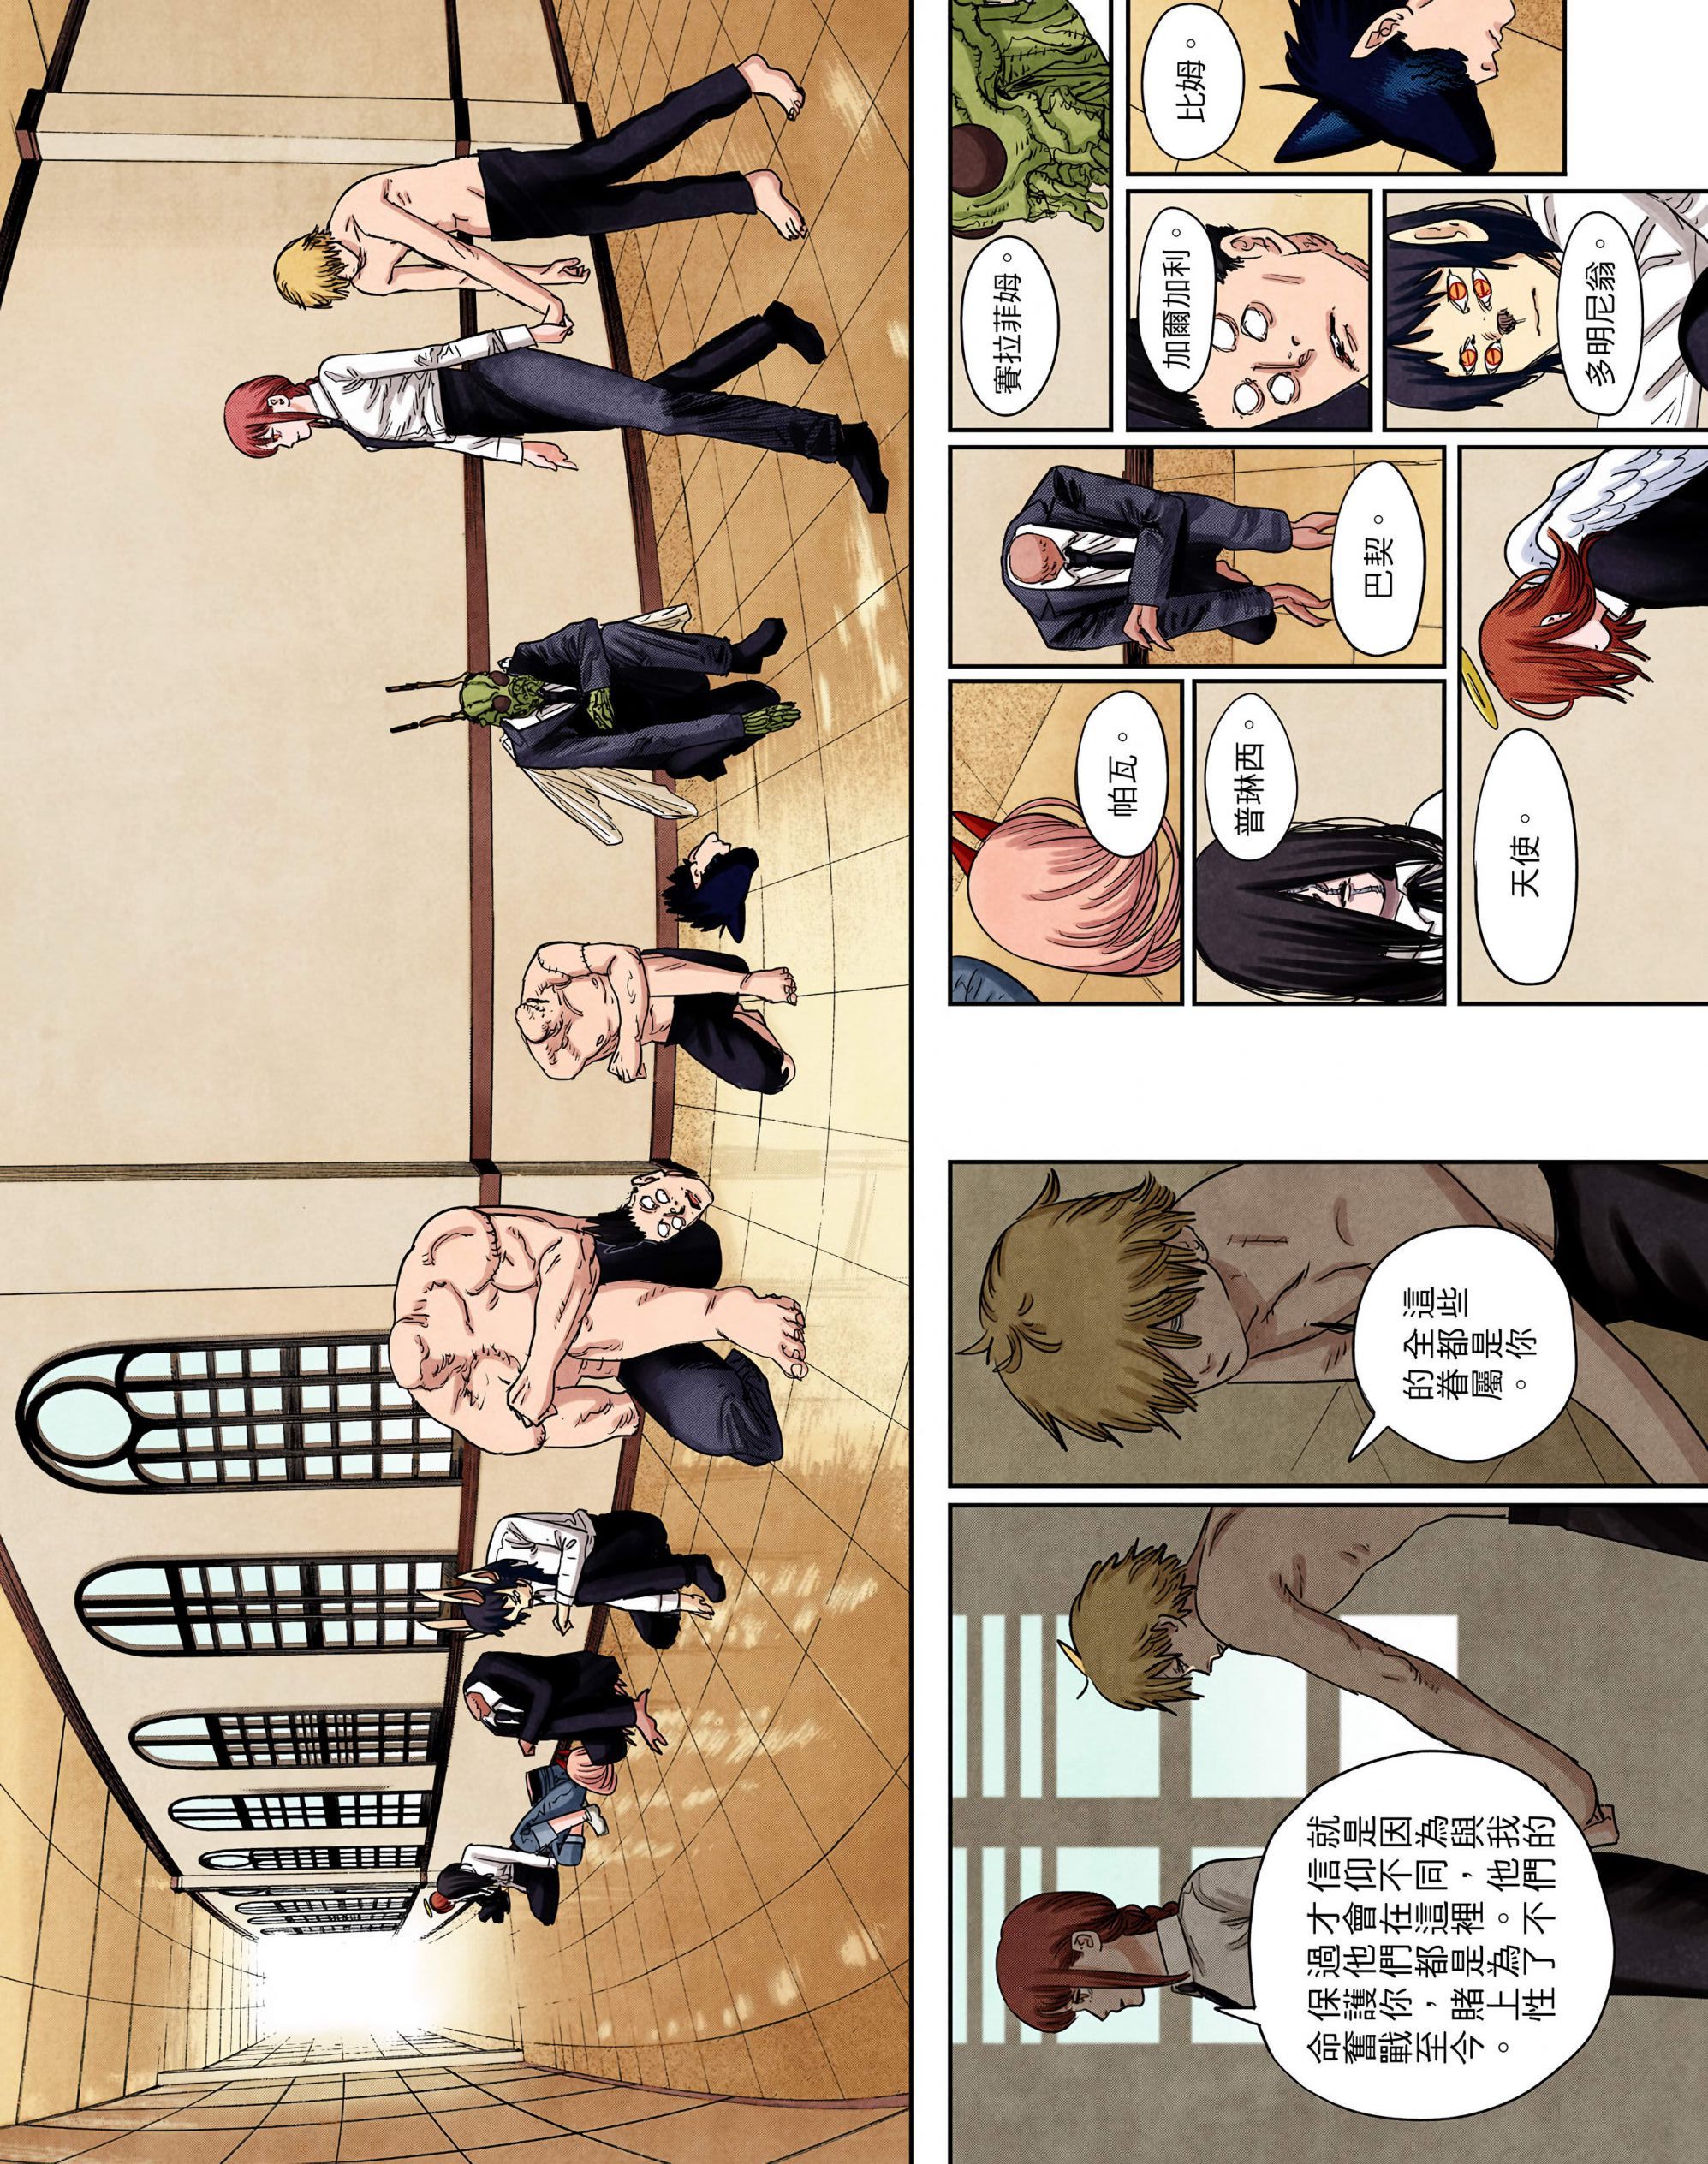 賽拉菲姆。
比姆。
加爾加利。
多明尼翁。
巴契。
天使。
帕瓦。
普琳西。
這些
全都是你
的眷屬。
就是因為與我的
信仰不同，他們
才會在這裡。不
過他們都是為了
保護你，賭上性
命奮戰至今。